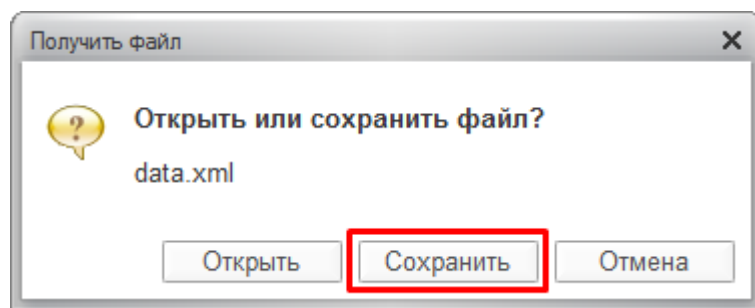 Получить файл
Открыть или сохранить файл?
data.xml
Открыть Сохранить Отмена